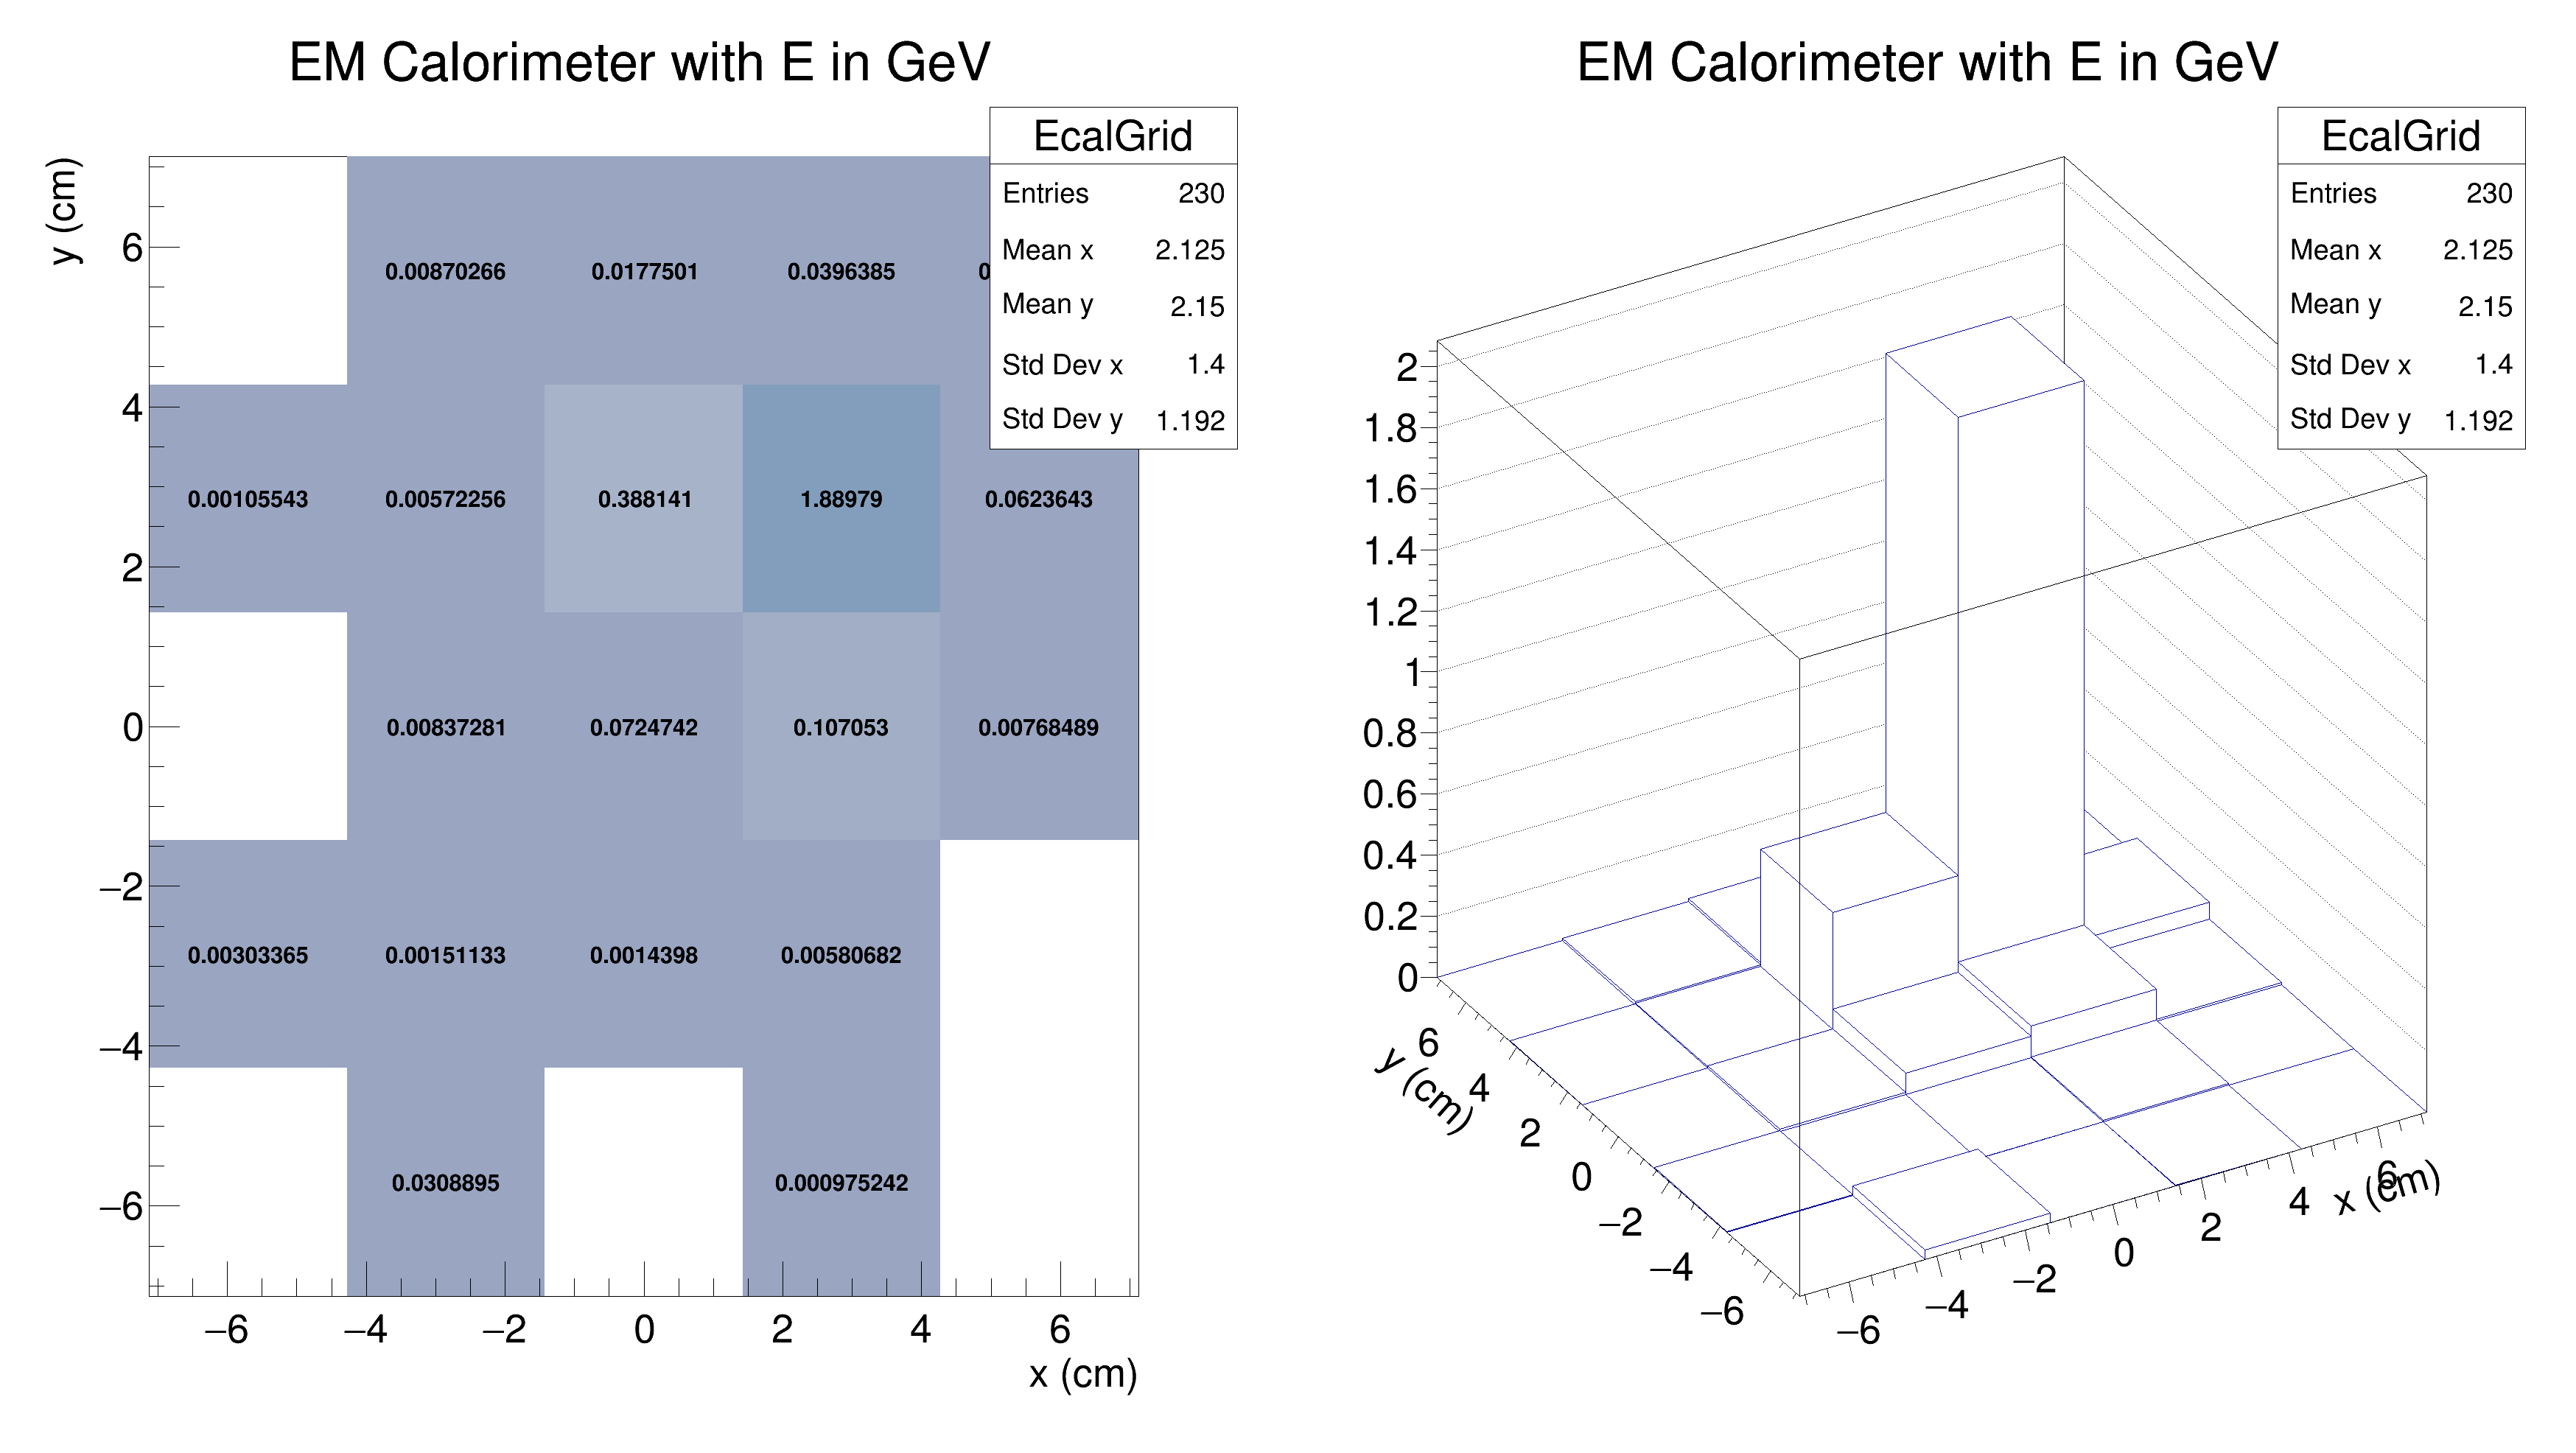 EM Calorimeter with E in GeV
EcalGrid
Entries 230
Mean x 2.125
Mean y 2.15
Std Dev x 1.4
Std Dev y 1.192
y (cm)
6
4
2
0
−2
−4
−6
0.00870266 0.0177501 0.0396385
0.00105543 0.00572256 0.388141 1.88979 0.0623643
0.00837281 0.0724742 0.107053 0.00768489
0.00303365 0.00151133 0.0014398 0.00580682
0.0308895 0.000975242
−6 −4 −2 0 2 4 6
x (cm)
EM Calorimeter with E in GeV
EcalGrid
Entries 230
Mean x 2.125
Mean y 2.15
Std Dev x 1.4
Std Dev y 1.192
2
1.8
1.6
1.4
1.2
1
0.8
0.6
0.4
0.2
0
y (cm)
6
4
2
0
−2
−4
−6
−6 −4 −2 0 2 4 6
x (cm)